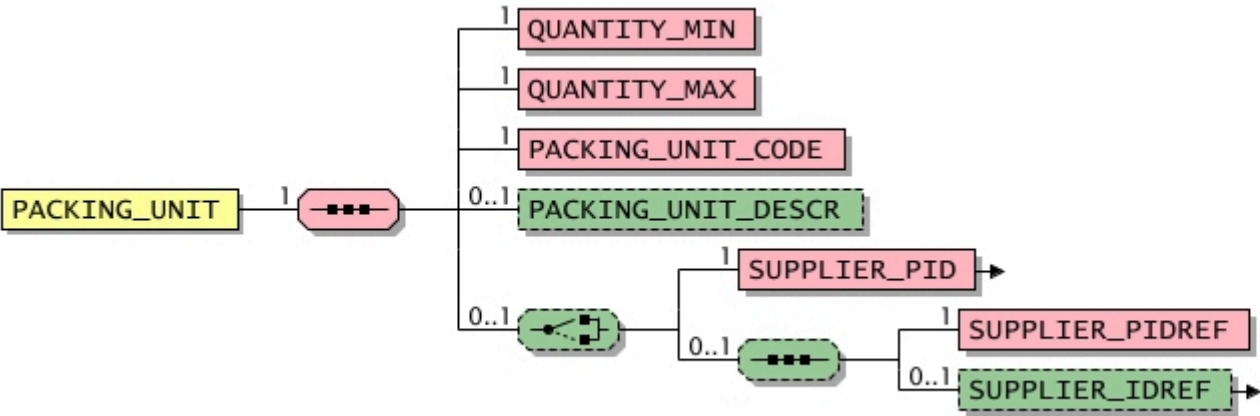 1 QUANTITY_MIN
1 QUANTITY_MAX
1 PACKING_UNIT_CODE
PACKING_UNIT 1 0..1 PACKING_UNIT_DESCR
1 SUPPLIER_PID
0..1
1 SUPPLIER_PIDREF
0..1
0..1 SUPPLIER_IDREF